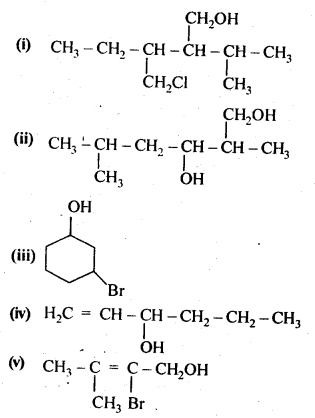 CH₂OH
(i) CH₃ – CH₂ – CH – CH – CH – CH₃
CH₂Cl CH₃
CH₂OH
(ii) CH₃ – CH – CH₂ – CH – CH – CH₃
CH₃ OH
OH
(iii)
Br
(iv) H₂C = CH – CH – CH₂ – CH₂ – CH₃
OH
(v) CH₃ – C = C – CH₂OH
CH₃ Br